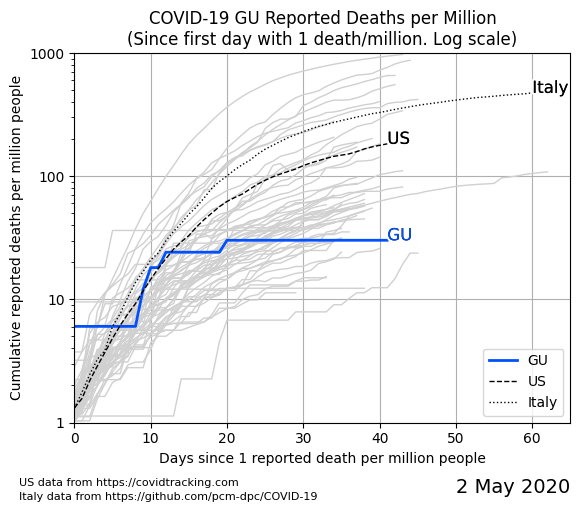 COVID-19 GU Reported Deaths per Million
(Since first day with 1 death/million. Log scale)
Cumulative reported deaths per million people
1000
100
10
1
Italy
US
GU
GU
US
Italy
0 10 20 30 40 50 60
Days since 1 reported death per million people
US data from https://covidtracking.com
Italy data from https://github.com/pcm-dpc/COVID-19
2 May 2020